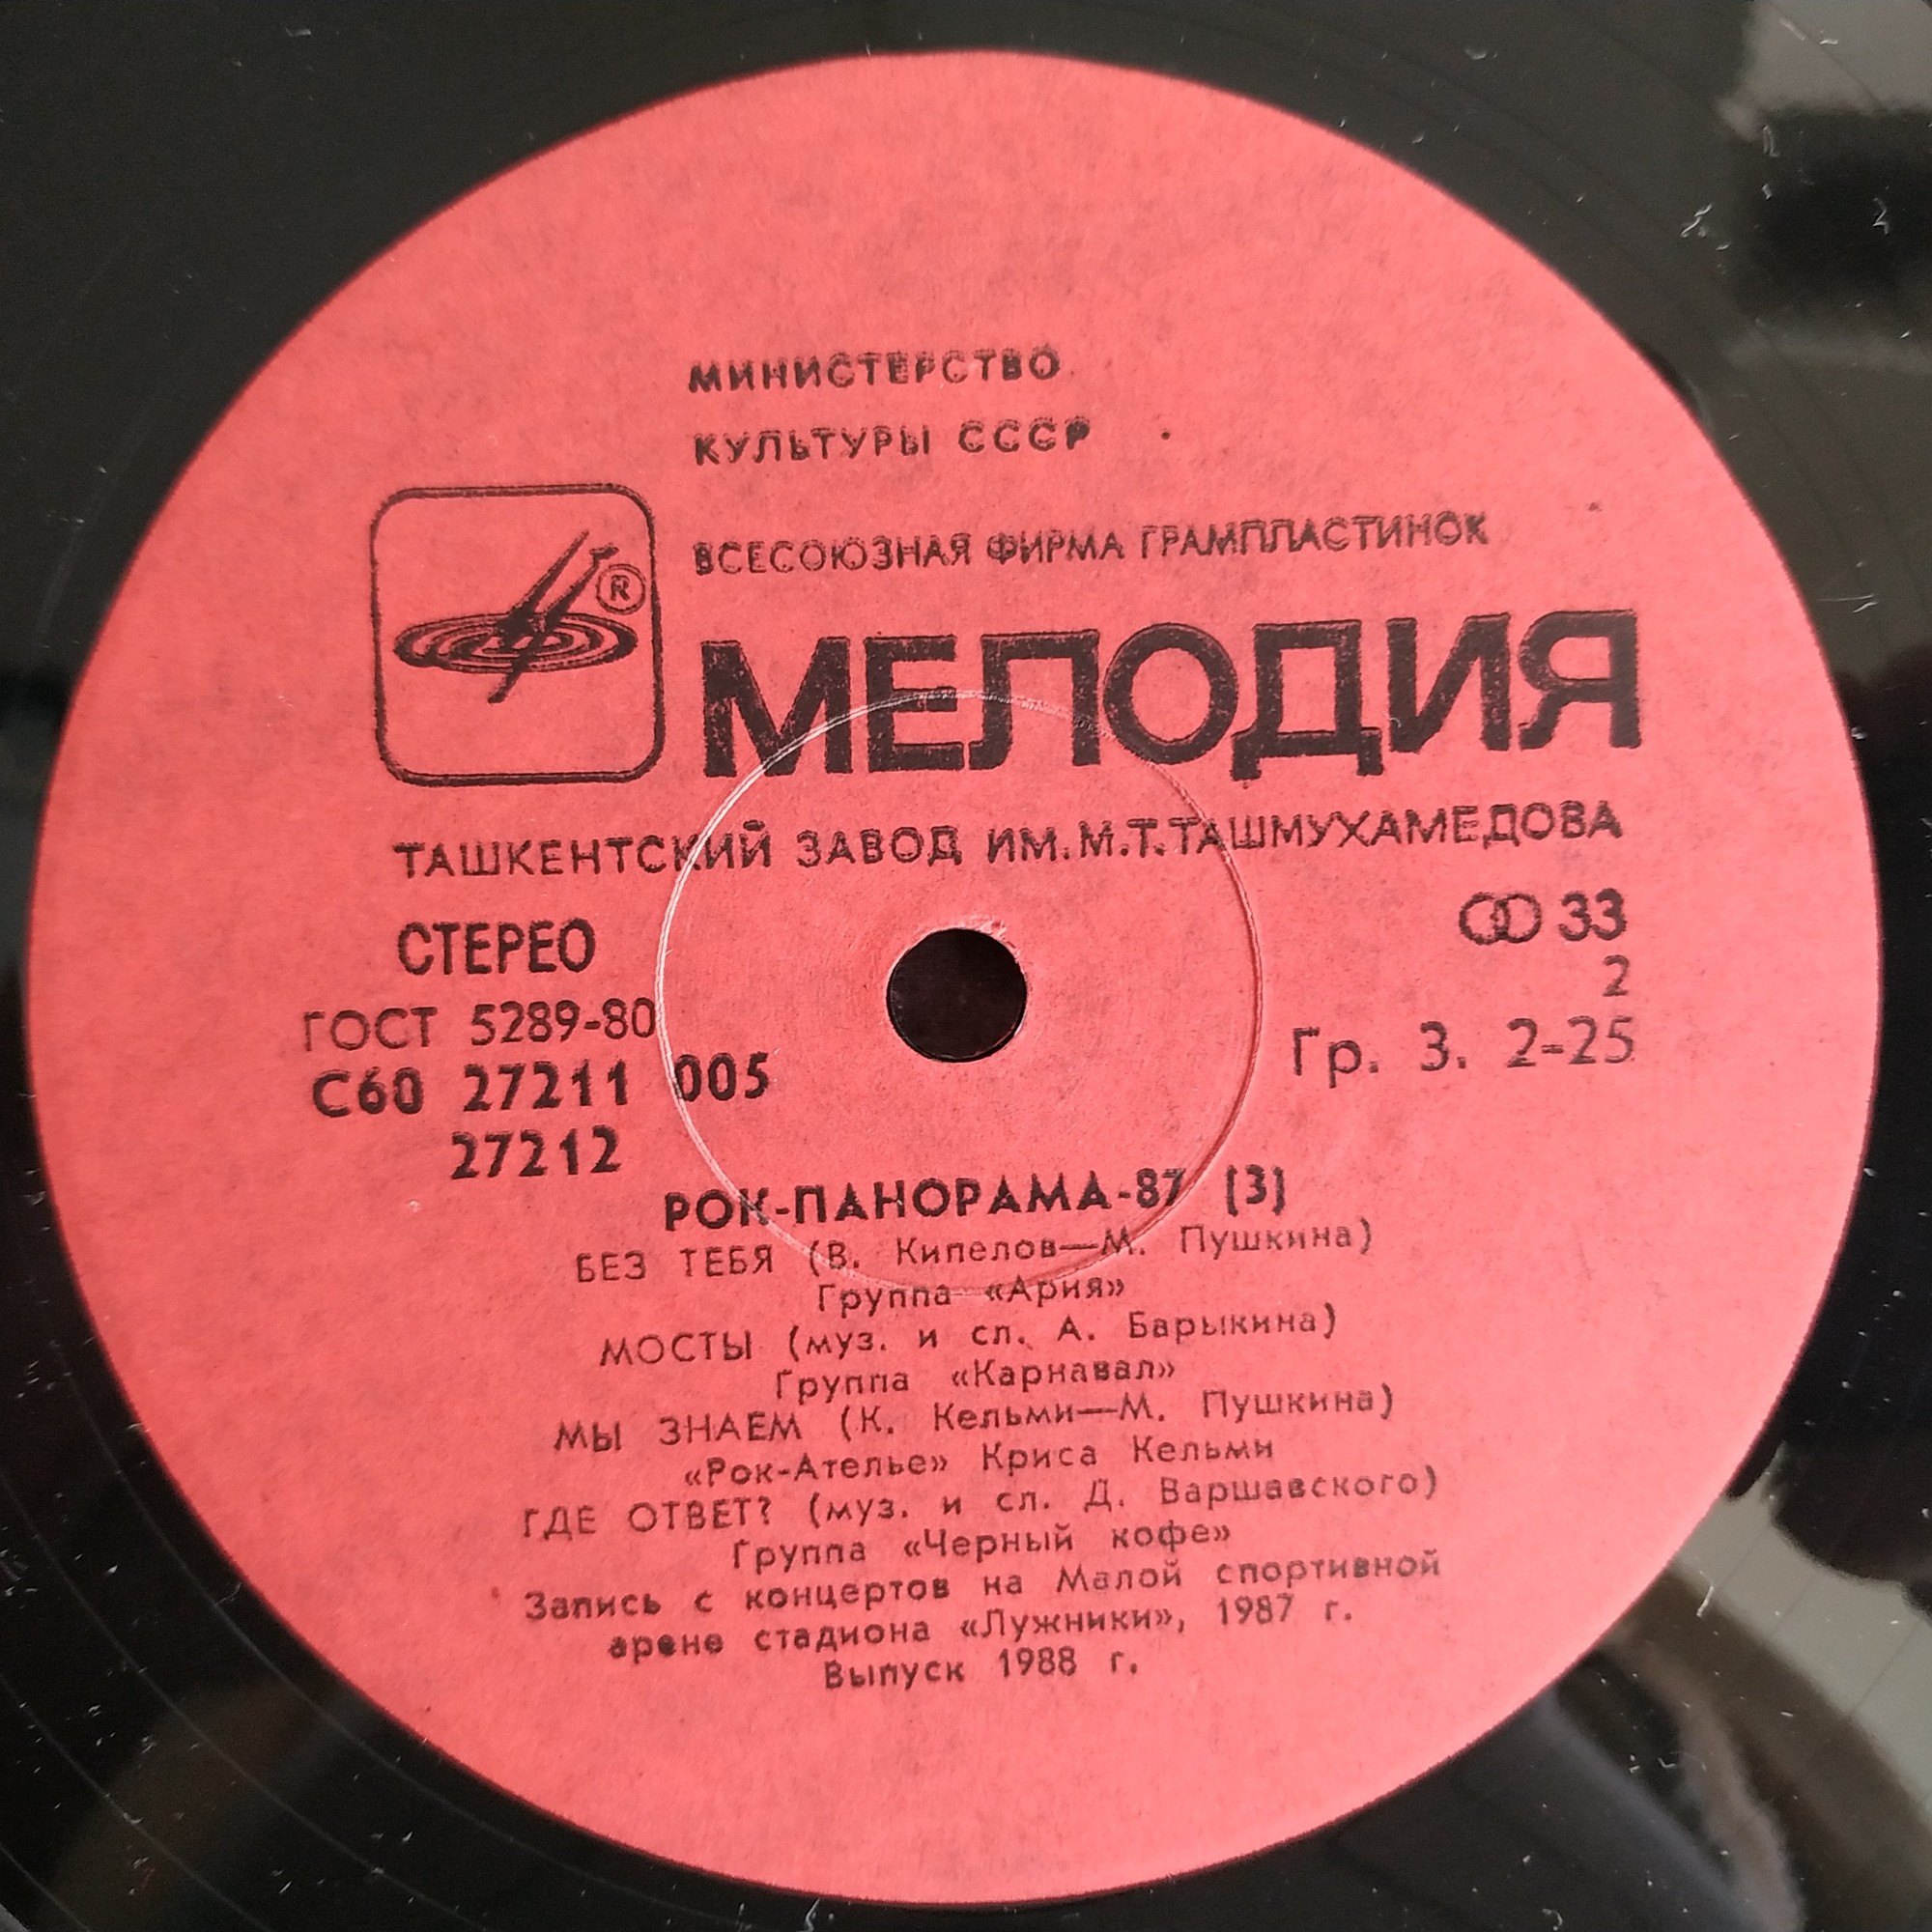 МИНИСТЕРСТВО
КУЛЬТУРЫ СССР
ВСЕСОЮЗНАЯ ФИРМА ГРАМПЛАСТИНОК
®
МЕЛОДИЯ
ТАШКЕНТСКИЙ ЗАВОД ИМ.М.Т.ТАШМУХАМЕДОВА
СТЕРЕО
33
2
ГОСТ 5289-80
Гр. 3. 2-25
С60 27211 005
27212
РОК-ПАНОРАМА-87 (3)
БЕЗ ТЕБЯ (В. Кипелов—М. Пушкина)
Группа «Ария»
МОСТЫ (муз. и сл. А. Барыкина)
Группа «Карнавал»
МЫ ЗНАЕМ (К. Кельми—М. Пушкина)
«Рок-Ателье» Криса Кельми
ГДЕ ОТВЕТ? (муз. и сл. Д. Варшавского)
Группа «Черный кофе»
Запись с концертов на Малой спортивной
арене стадиона «Лужники», 1987 г.
Выпуск 1988 г.